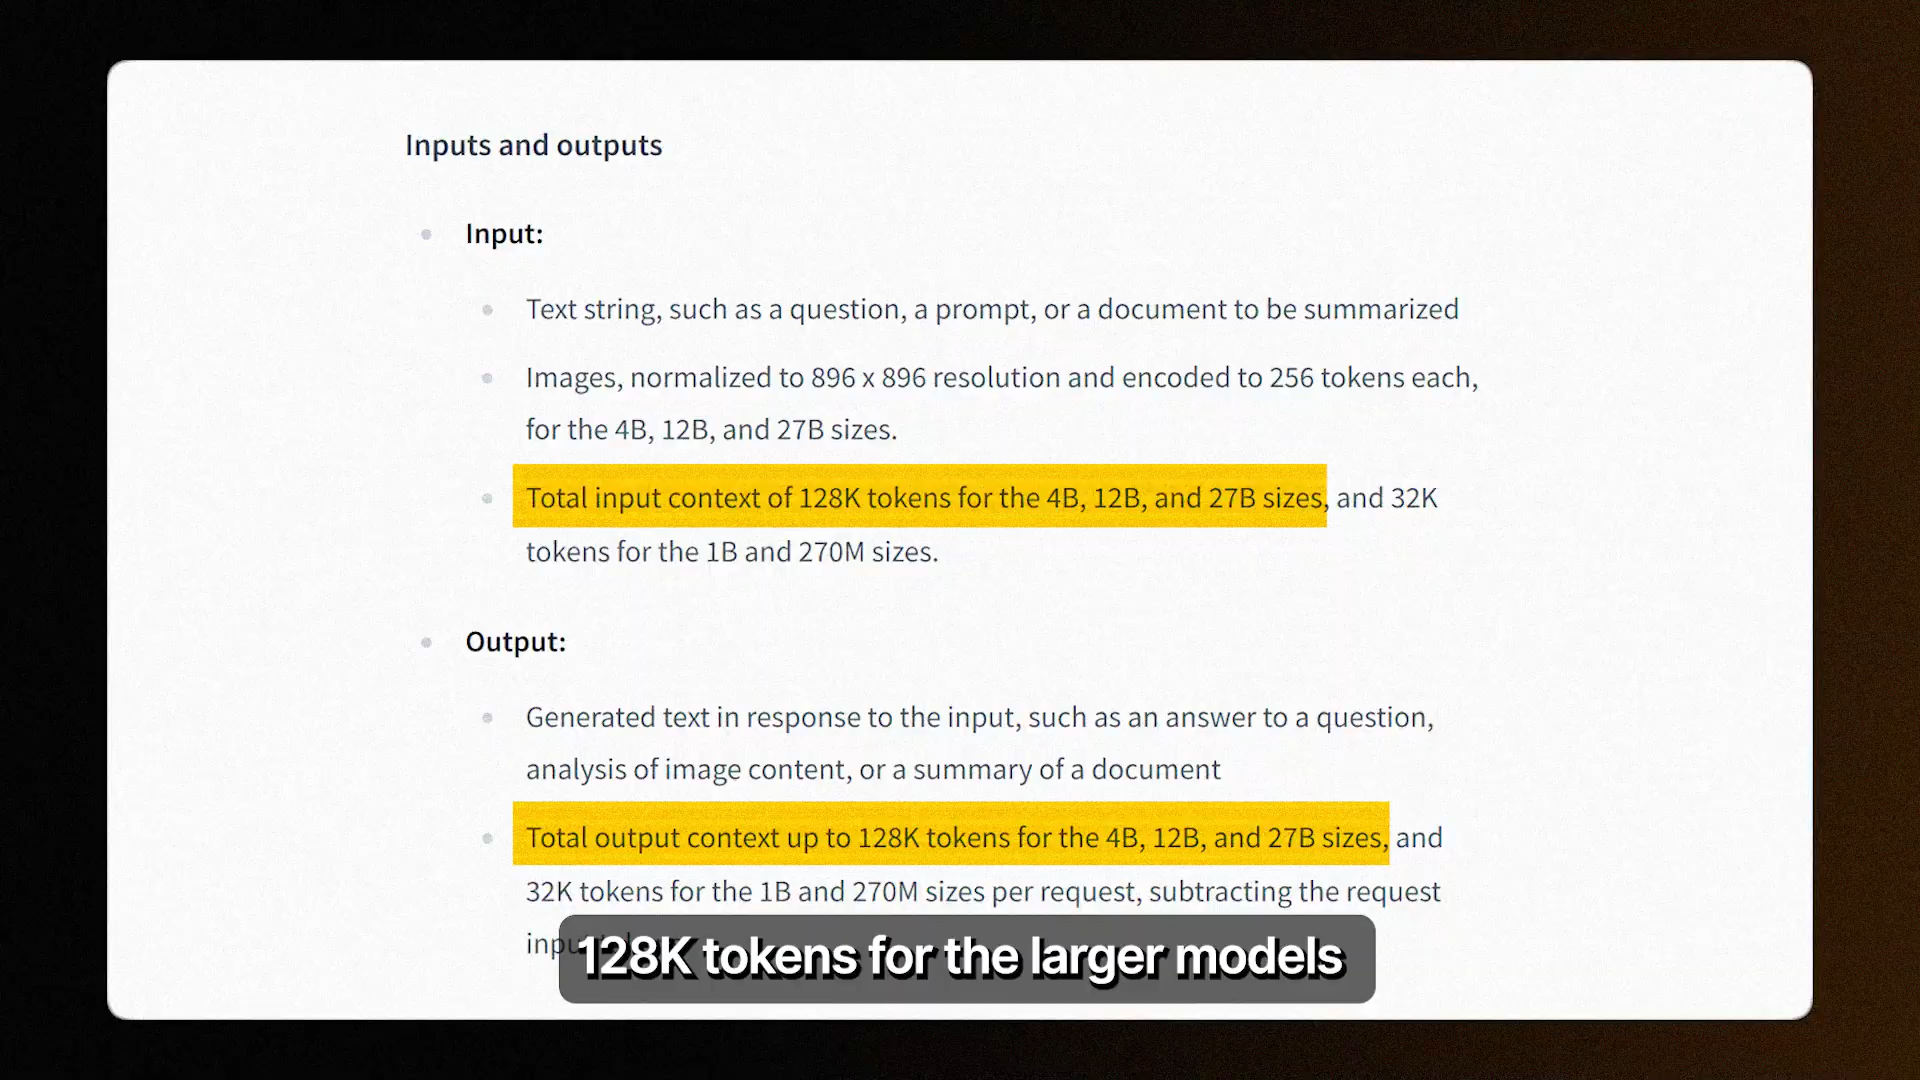 Inputs and outputs
Input:
Text string, such as a question, a prompt, or a document to be summarized
Images, normalized to 896 x 896 resolution and encoded to 256 tokens each,
for the 4B, 12B, and 27B sizes.
Total input context of 128K tokens for the 4B, 12B, and 27B sizes, and 32K
tokens for the 1B and 270M sizes.
Output:
Generated text in response to the input, such as an answer to a question,
analysis of image content, or a summary of a document
Total output context up to 128K tokens for the 4B, 12B, and 27B sizes, and
32K tokens for the 1B and 270M sizes per request, subtracting the request
128K tokens for the larger models